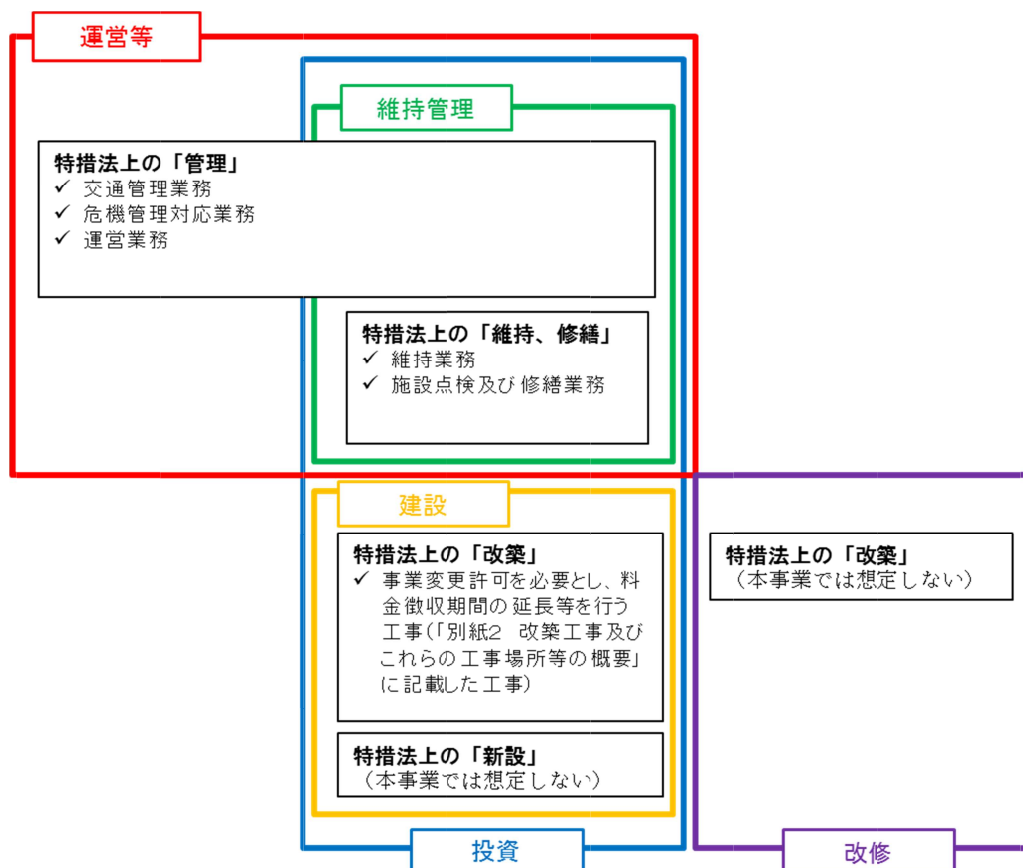 運営等
維持管理
特措法上の「管理」
✓ 交通管理業務
✓ 危機管理対応業務
✓ 運営業務
特措法上の「維持、修繕」
✓ 維持業務
✓ 施設点検及び修繕業務
建設
特措法上の「改築」
✓ 事業変更許可を必要とし、料
金徴収期間の延長等を行う
工事(「別紙2　改築工事及び
これらの工事場所等の概要」
に記載した工事)
特措法上の「改築」
（本事業では想定しない）
特措法上の「新設」
（本事業では想定しない）
投資
改修